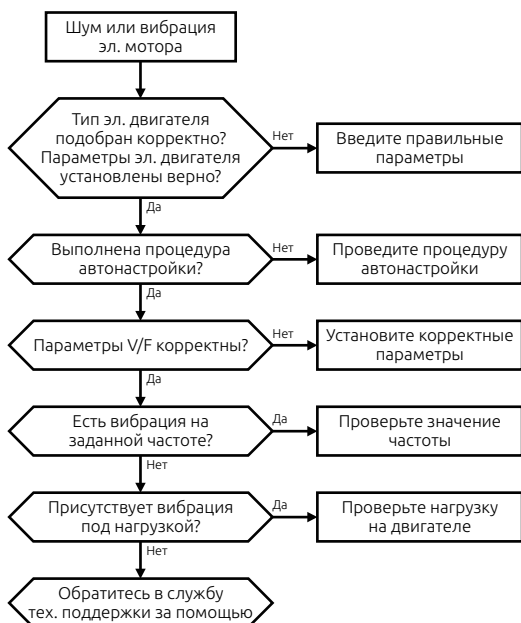 Шум или вибрация
эл. мотора
Тип эл. двигателя
подобран корректно?
Параметры эл. двигателя
установлены верно?
Нет
Введите правильные
параметры
Да
Выполнена процедура
автонастройки?
Нет
Проведите процедуру
автонастройки
Да
Параметры V/F корректны?
Нет
Установите корректные
параметры
Да
Есть вибрация на
заданной частоте?
Да
Проверьте значение
частоты
Нет
Присутствует вибрация
под нагрузкой?
Да
Проверьте нагрузку
на двигателе
Нет
Обратитесь в службу
тех. поддержки за помощью